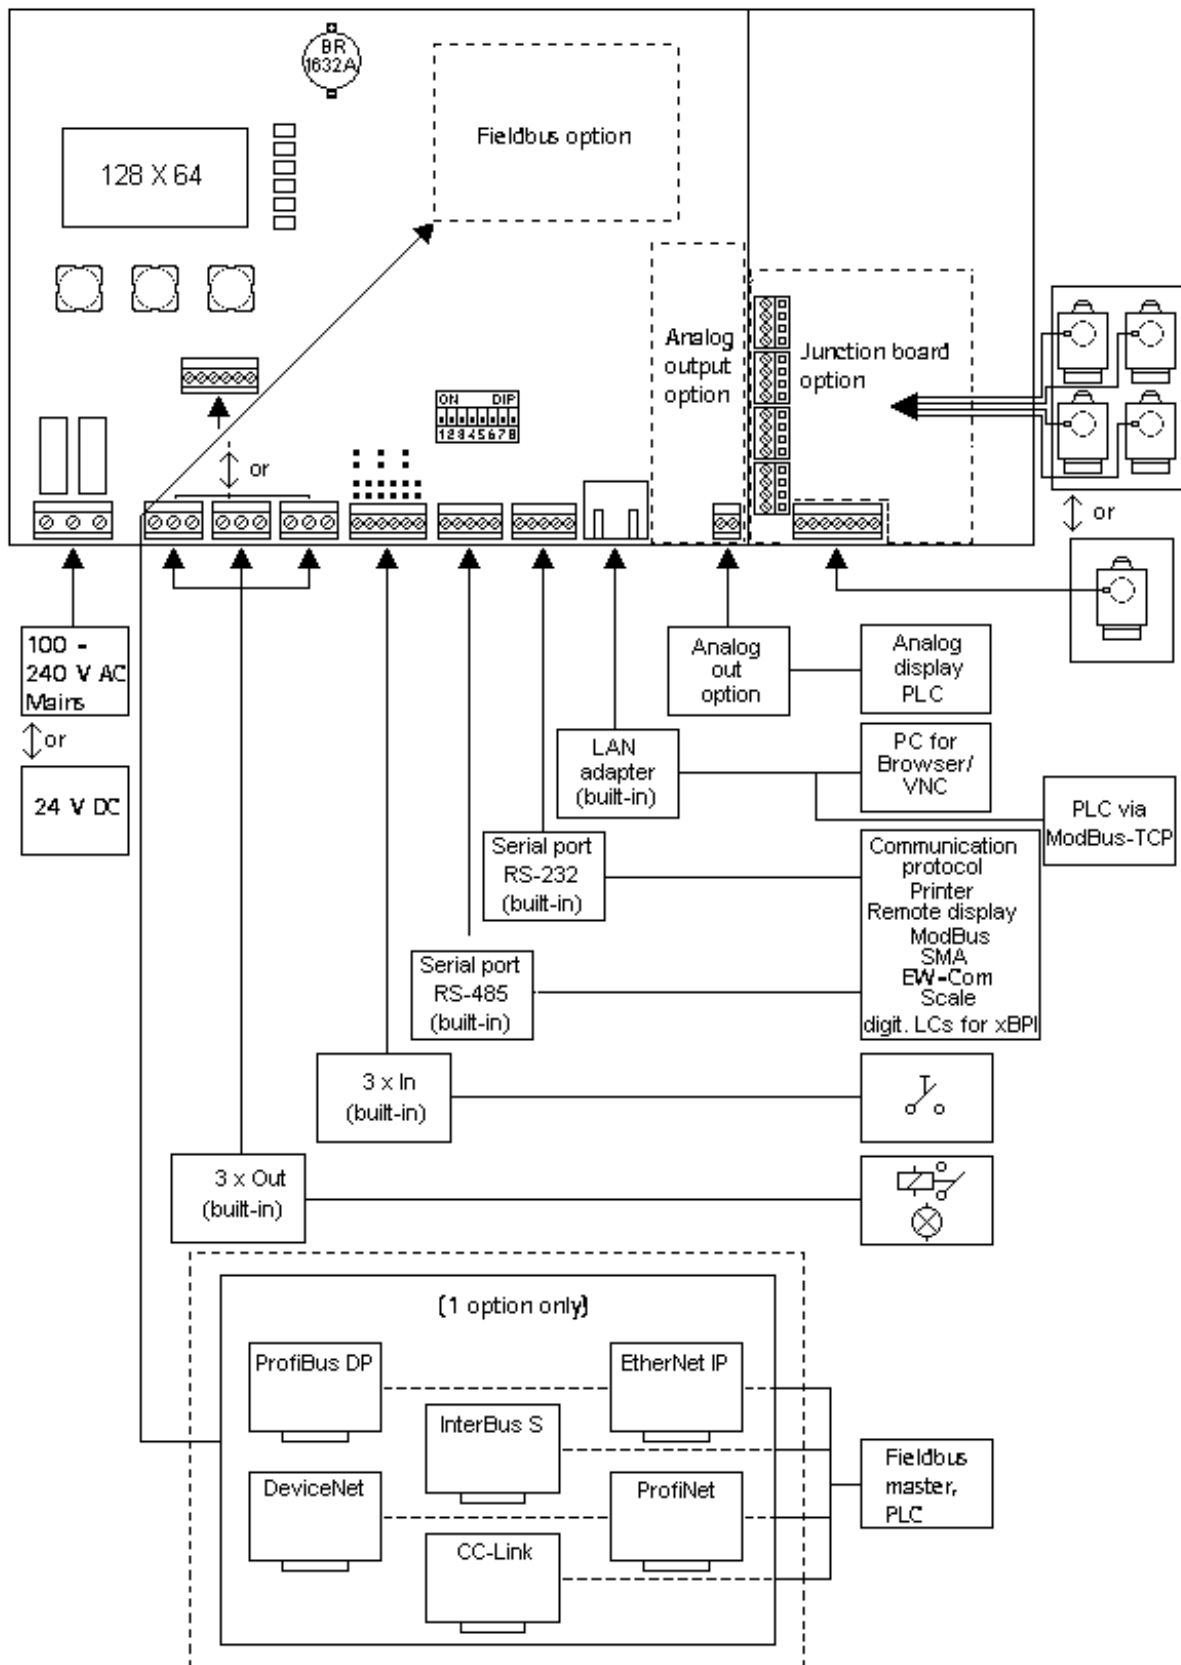 BR
1632A
Fieldbus option
128 X 64
Analog
output
option
Junction board
option
ON DIP
12345678
or
or
100 -
240 V AC
Mains
or
24 V DC
Analog
out
option
Analog
display
PLC
LAN
adapter
(built-in)
PC for
Browser/
VNC
PLC via
ModBus-TCP
Serial port
RS-232
(built-in)
Communication
protocol
Printer
Remote display
ModBus
SMA
EW-Com
Scale
digit. LCs for xBPI
Serial port
RS-485
(built-in)
3 x In
(built-in)
3 x Out
(built-in)
(1 option only)
ProfiBus DP
EtherNet IP
InterBus S
DeviceNet
ProfiNet
CC-Link
Fieldbus
master,
PLC